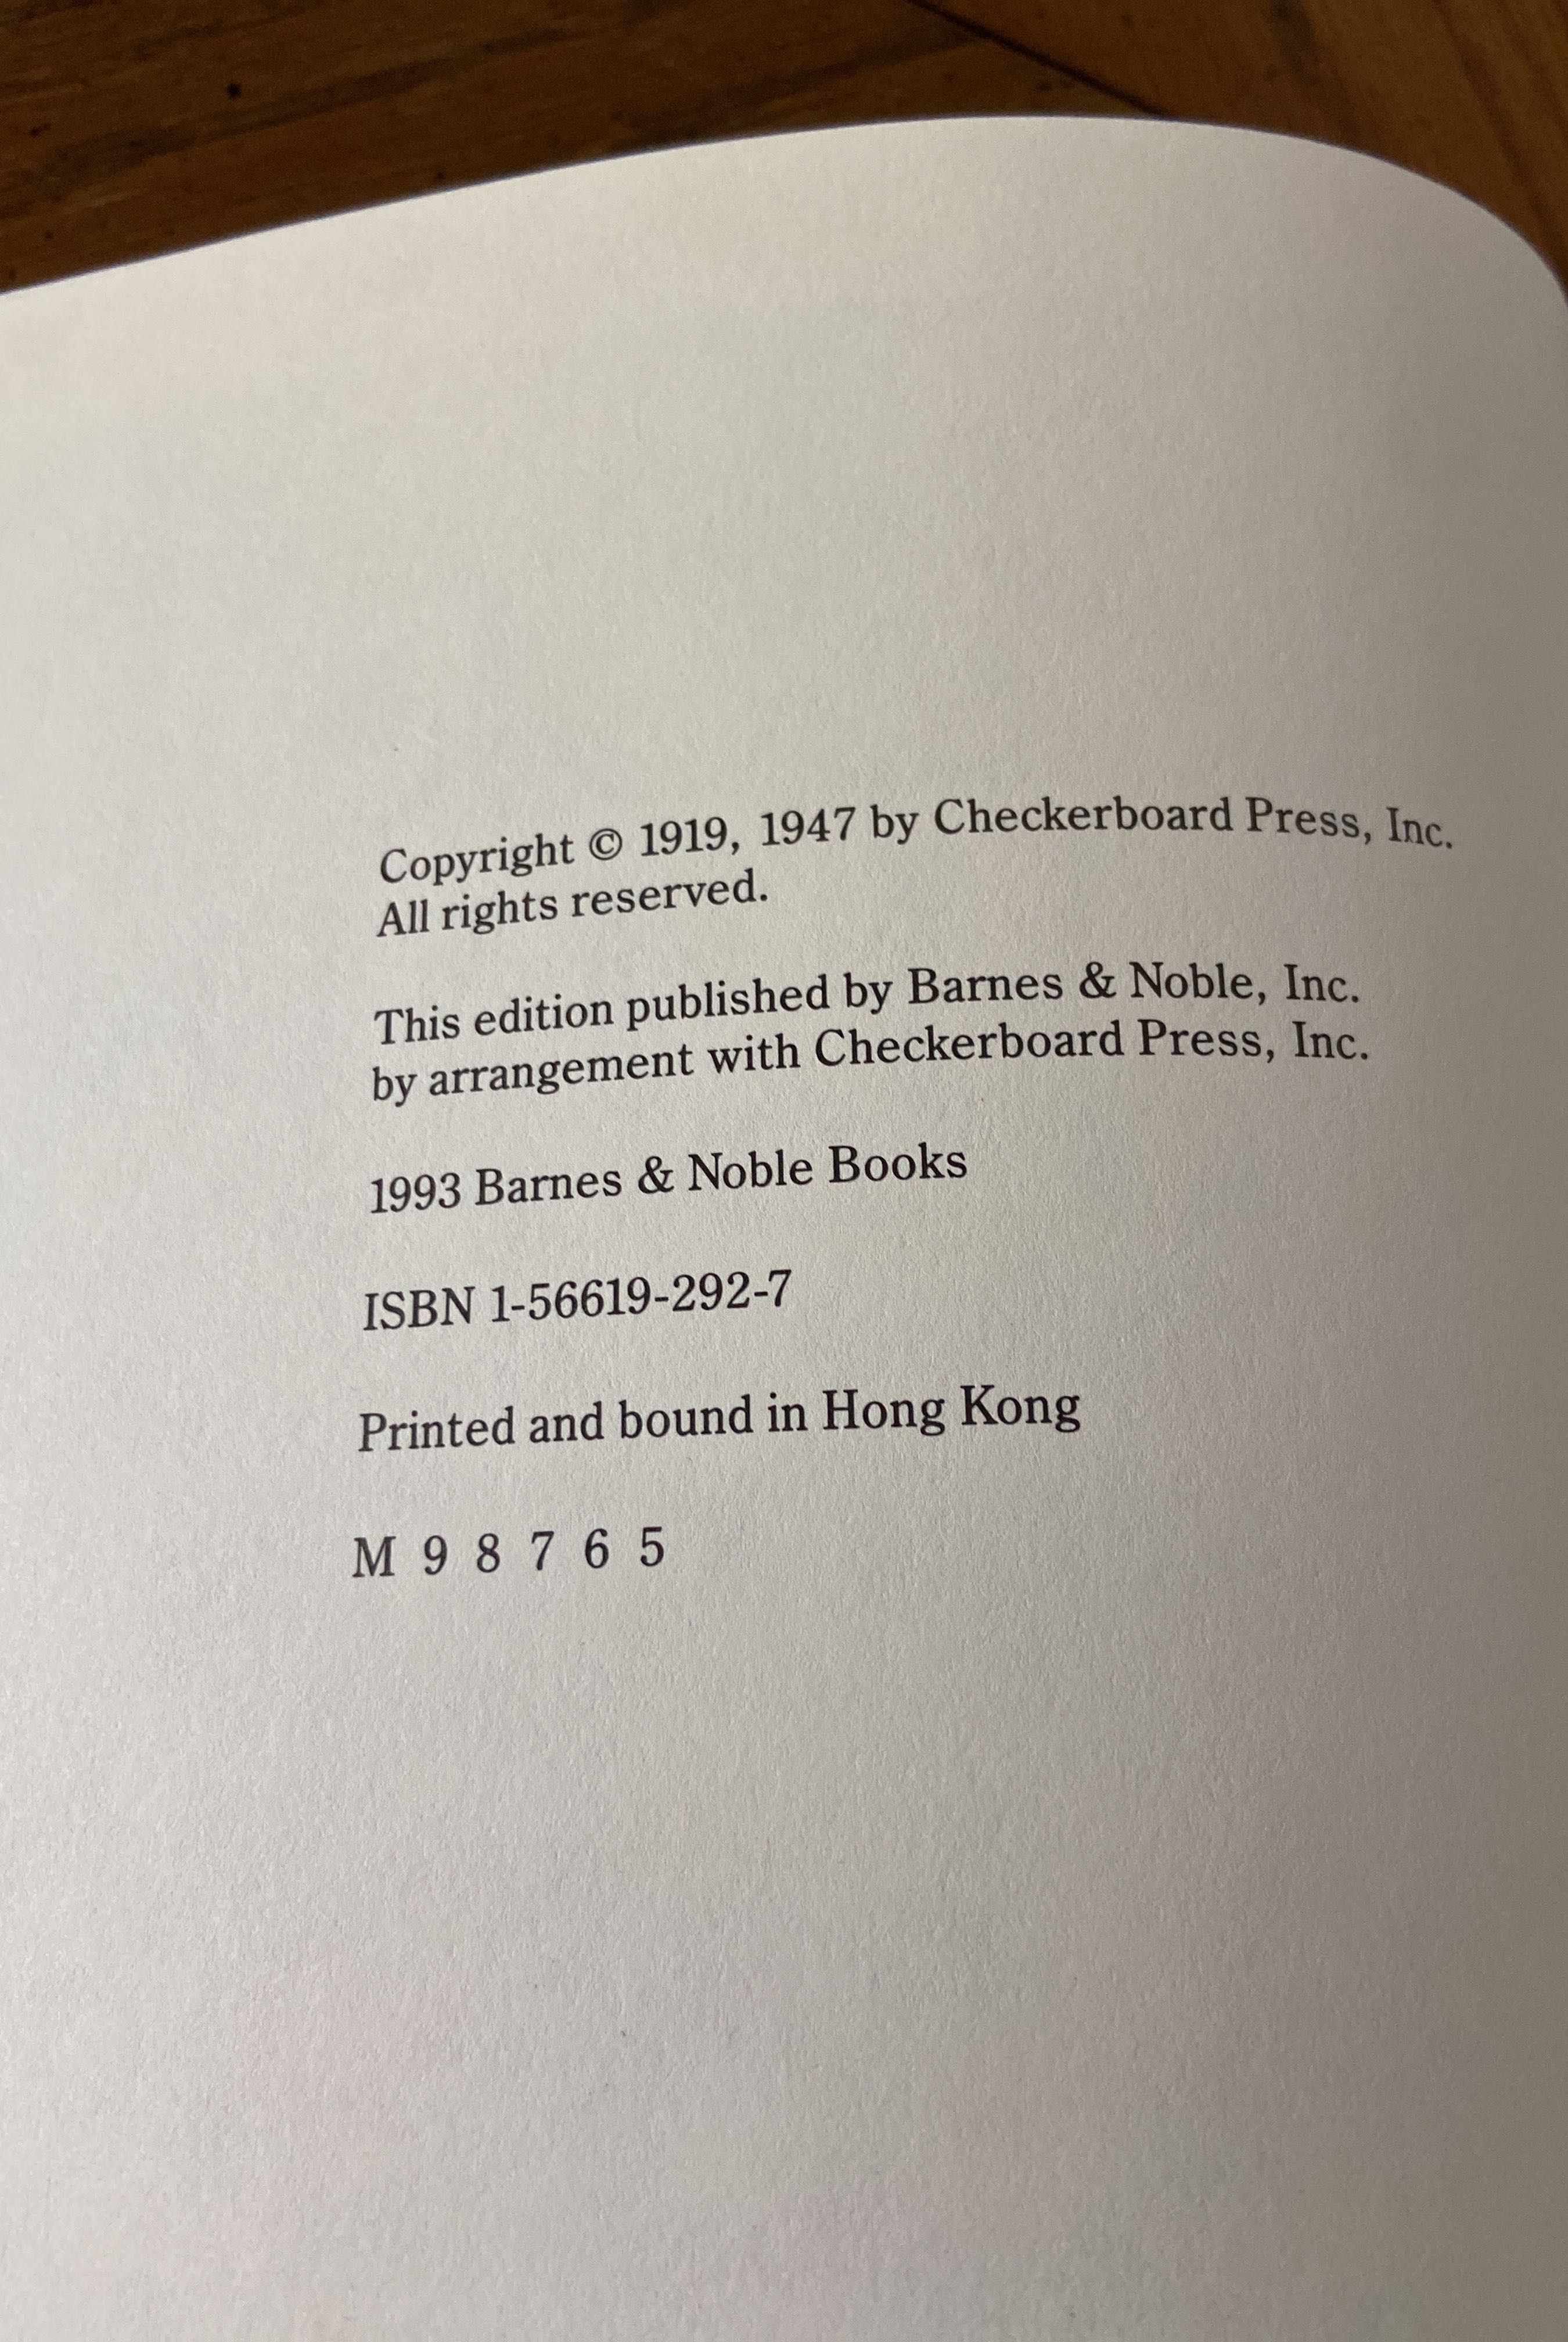 Copyright © 1919, 1947 by Checkerboard Press, Inc.
All rights reserved.
This edition published by Barnes & Noble, Inc.
by arrangement with Checkerboard Press, Inc.
1993 Barnes & Noble Books
ISBN 1-56619-292-7
Printed and bound in Hong Kong
M 9 8 7 6 5